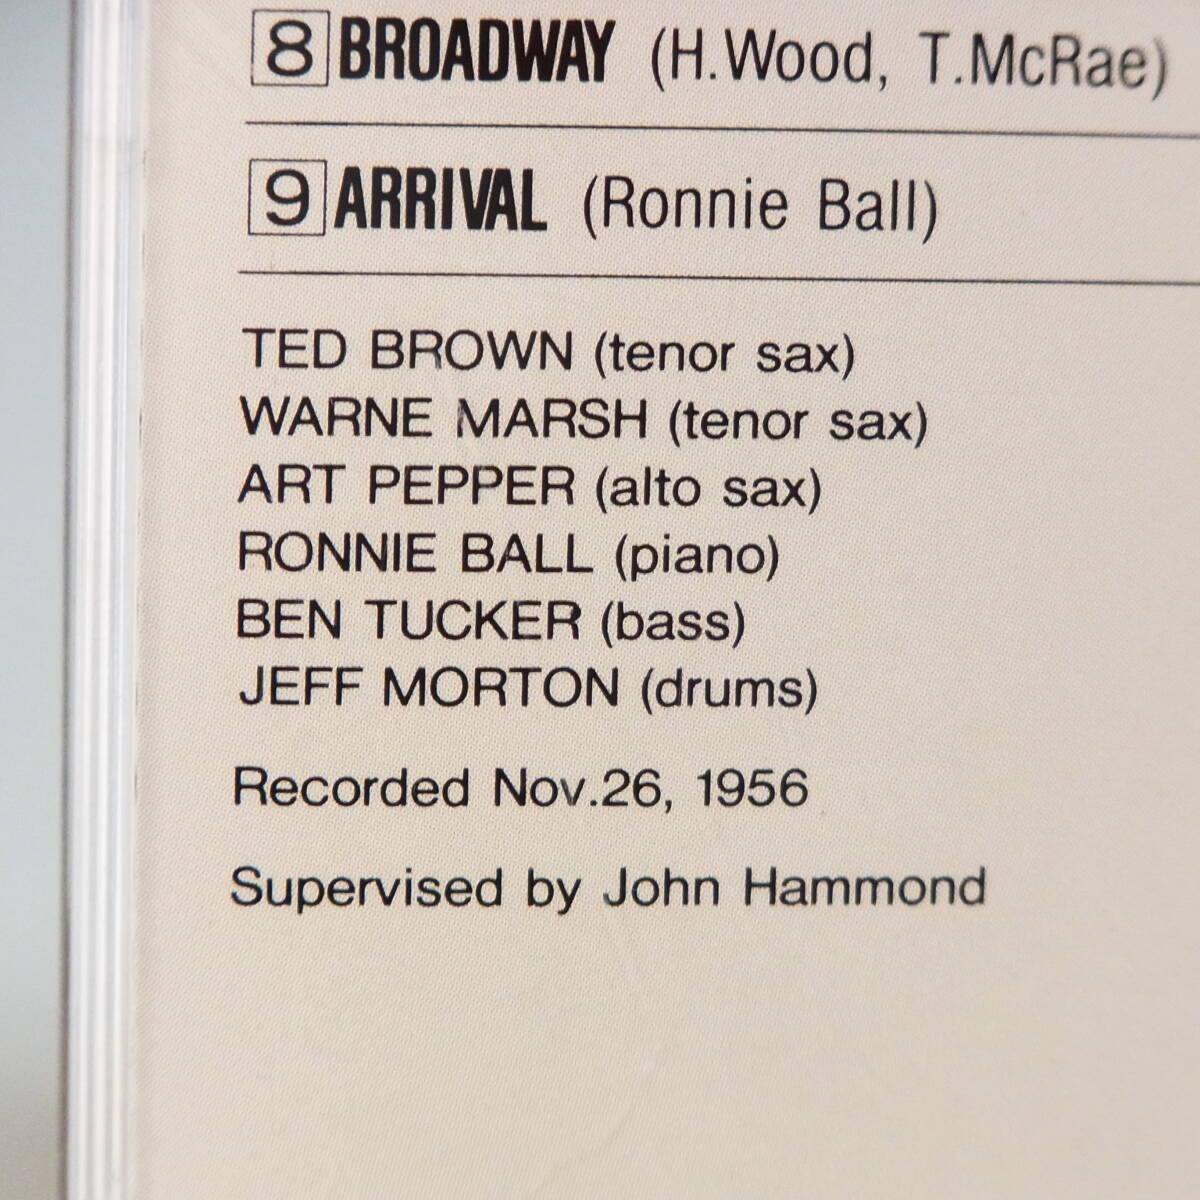 8 BROADWAY (H.Wood, T.McRae)
9 ARRIVAL (Ronnie Ball)
TED BROWN (tenor sax)
WARNE MARSH (tenor sax)
ART PEPPER (alto sax)
RONNIE BALL (piano)
BEN TUCKER (bass)
JEFF MORTON (drums)
Recorded Nov.26, 1956
Supervised by John Hammond